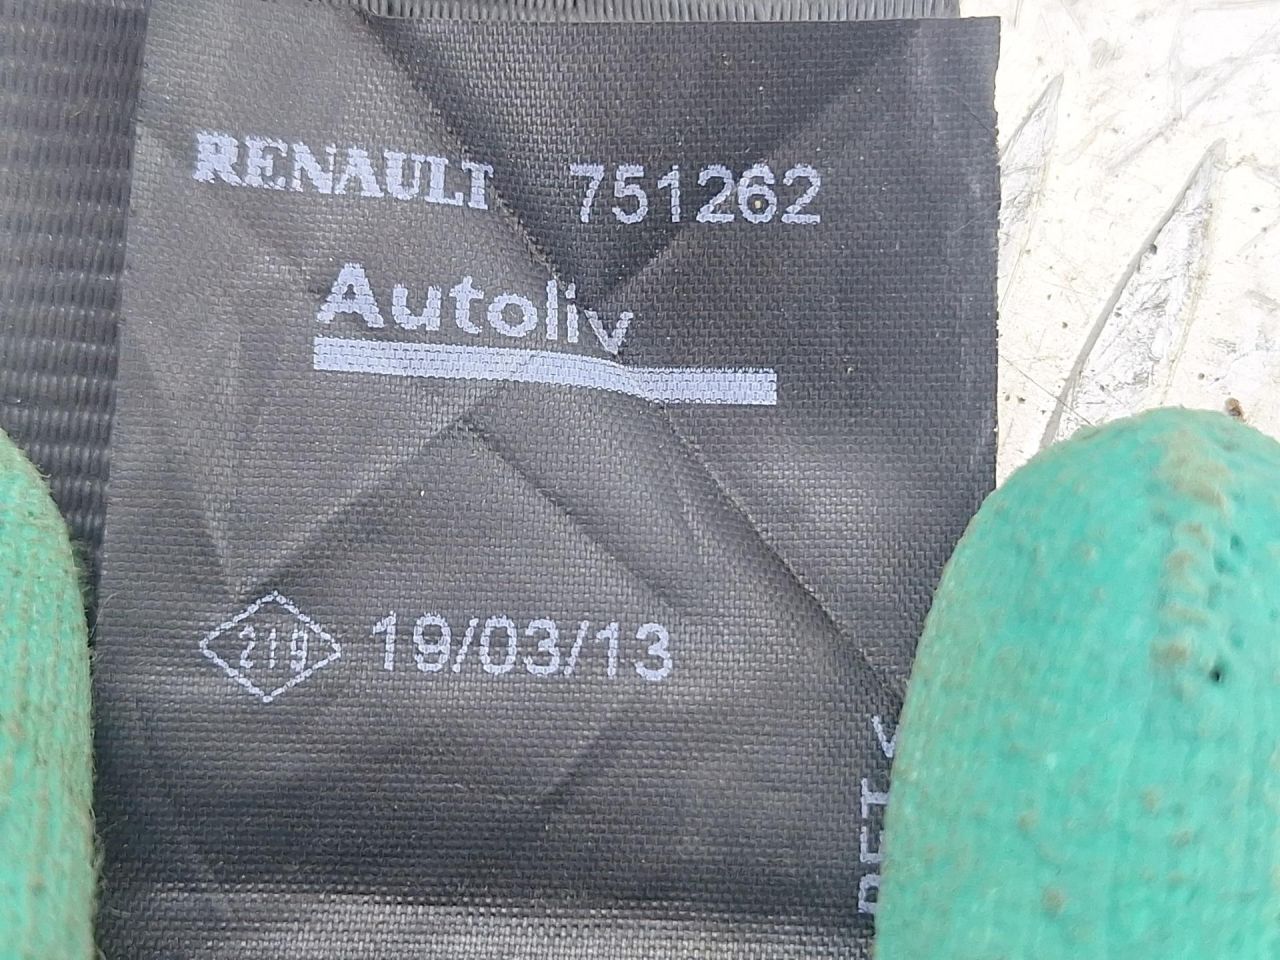 RENAULT 751262
Autoliv
219 19/03/13